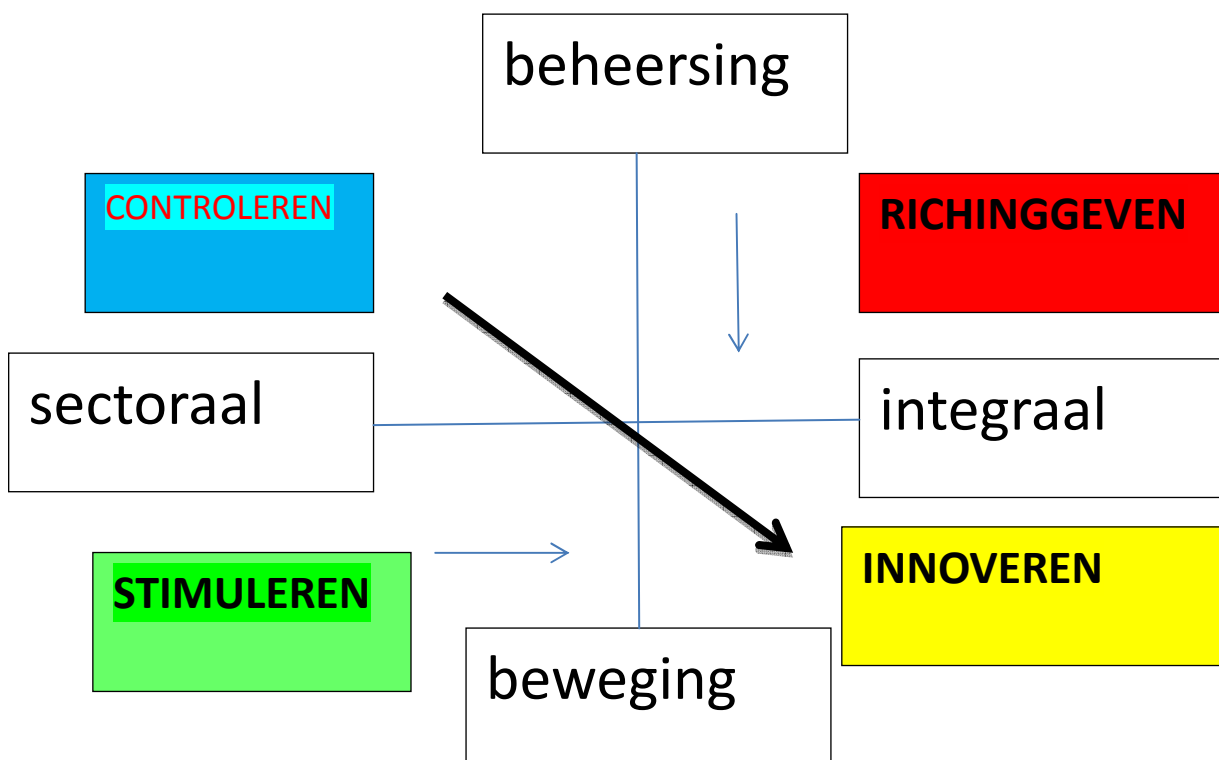 beheersing
CONTROLEREN
RICHINGGEVEN
sectoraal
integraal
STIMULEREN
INNOVEREN
beweging